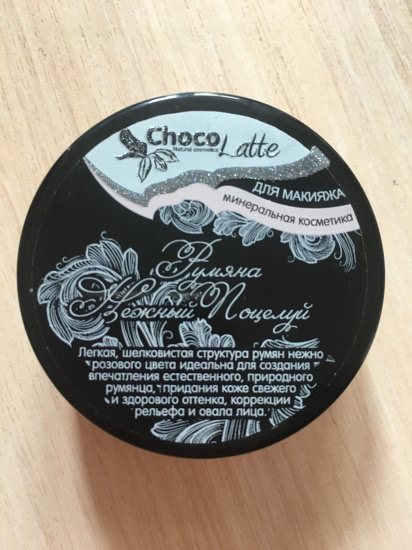 Choco Latte
Natural cosmetics
ДЛЯ МАКИЯЖА
минеральная косметика
Румяна
Нежный Поцелуй
Легкая, шелковистая структура румян нежно
розового цвета идеальна для создания
впечатления естественного, природного
румянца, придания коже свежего
и здорового оттенка, коррекции
рельефа и овала лица.